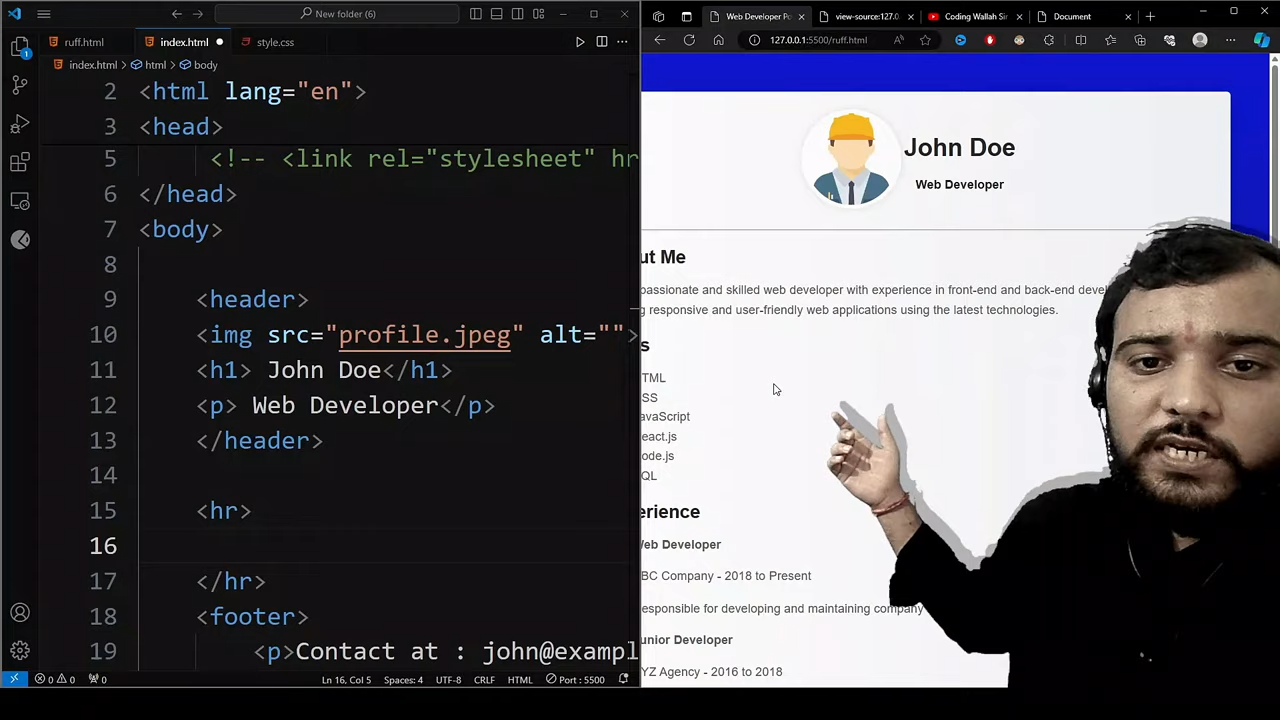 New folder (6)
ruff.html
index.html
style.css
index.html > html > body
2 <html lang="en">
3 <head>
5 <!-- <link rel="stylesheet" hr
6 </head>
7 <body>
8
9 <header>
10 <img src="profile.jpeg" alt="">
11 <h1> John Doe</h1>
12 <p> Web Developer</p>
13 </header>
14
15 <hr>
16
17 </hr>
18 <footer>
19 <p>Contact at : john@exampl
0 0 0
Ln 16, Col 5
Spaces: 4
UTF-8
CRLF
HTML
Port : 5500
1
Web Developer Po
view-source:127.0
Coding Wallah Sir
Document
127.0.0.1:5500/ruff.html
John Doe
Web Developer
ut Me
passionate and skilled web developer with experience in front-end and back-end devel
g responsive and user-friendly web applications using the latest technologies.
s
TML
SS
avaScript
eact.js
ode.js
QL
erience
Web Developer
BC Company - 2018 to Present
esponsible for developing and maintaining company
unior Developer
YZ Agency - 2016 to 2018